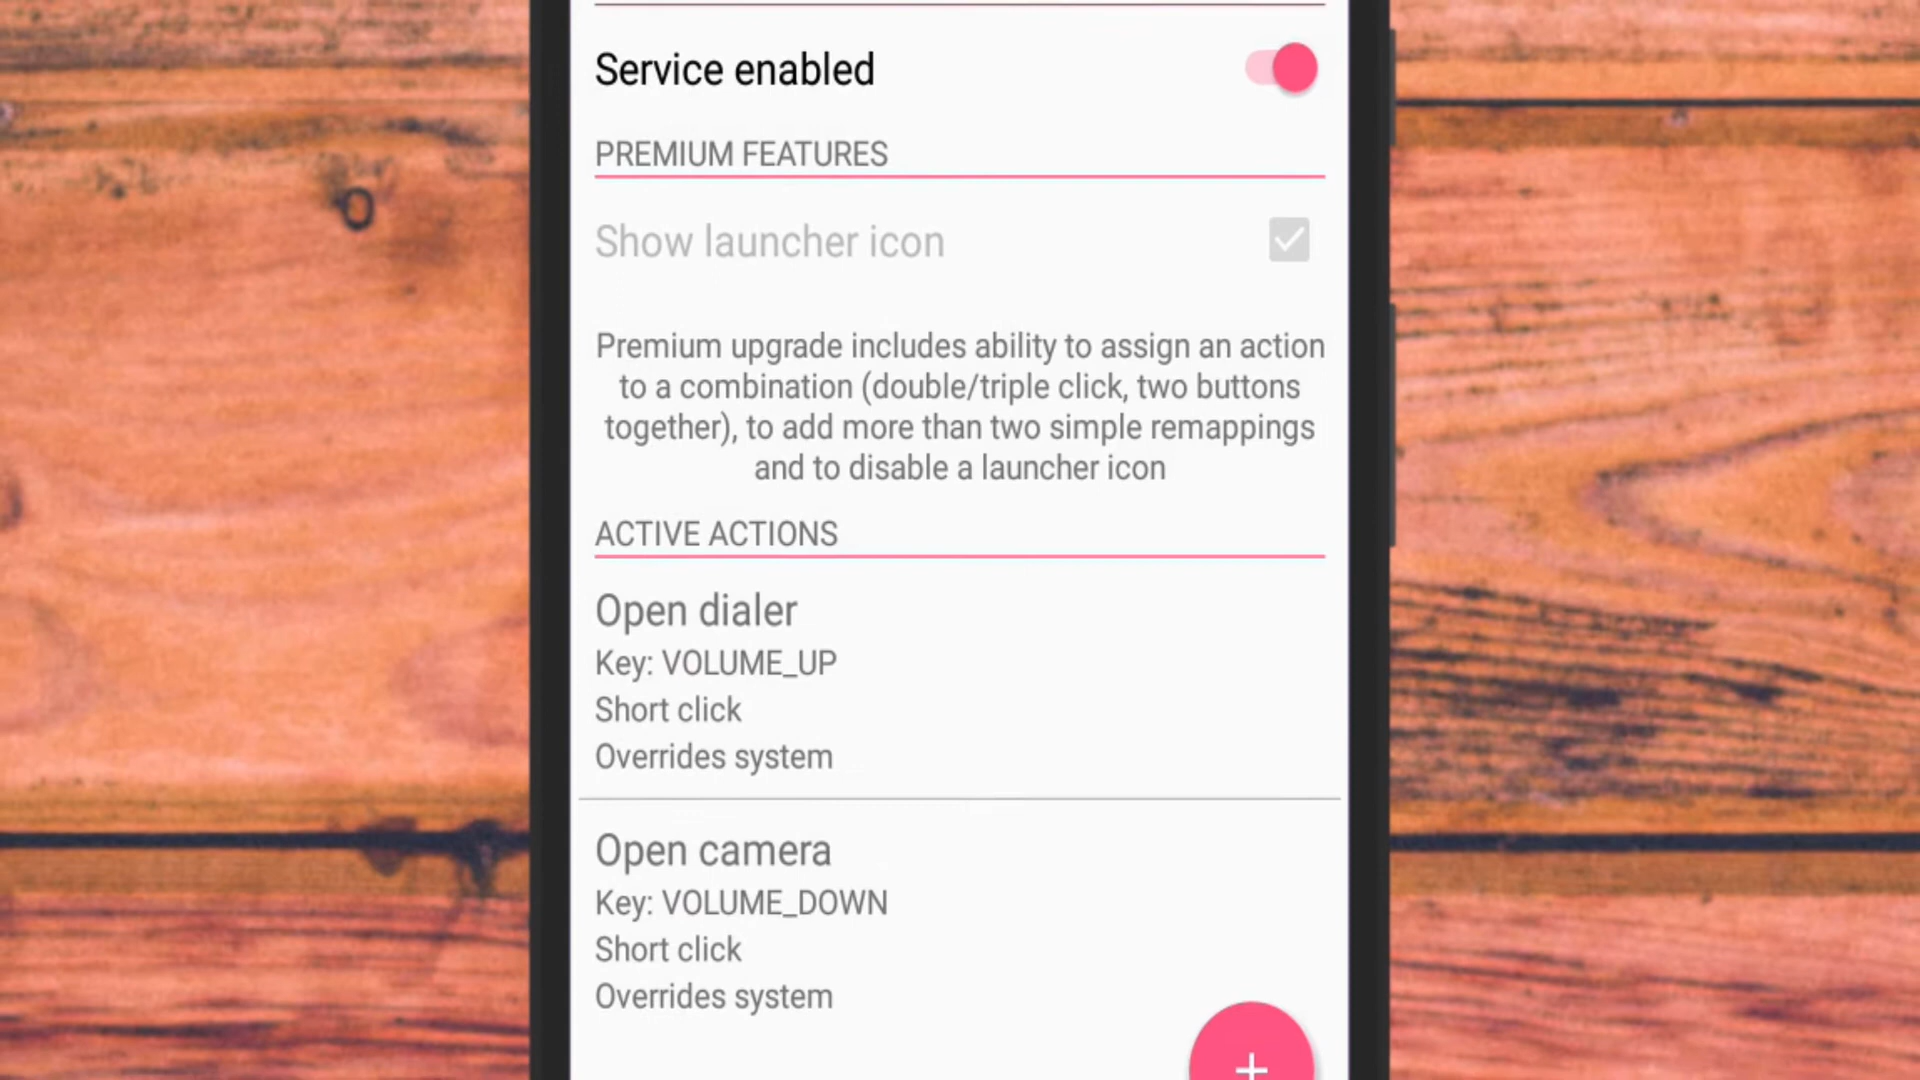 Service enabled
PREMIUM FEATURES
Show launcher icon
Premium upgrade includes ability to assign an action
to a combination (double/triple click, two buttons
together), to add more than two simple remappings
and to disable a launcher icon
ACTIVE ACTIONS
Open dialer
Key: VOLUME_UP
Short click
Overrides system
Open camera
Key: VOLUME_DOWN
Short click
Overrides system
+